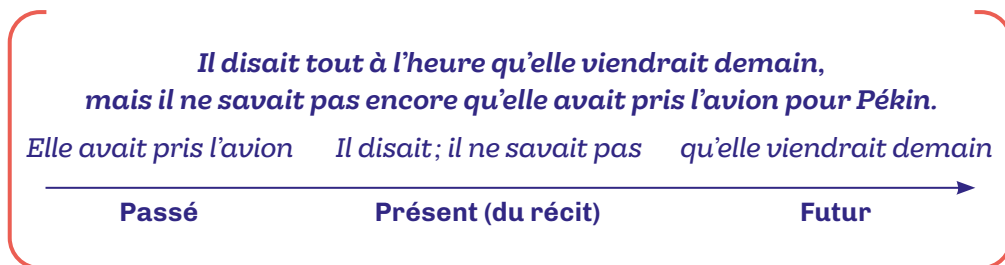 Il disait tout à l’heure qu’elle viendrait demain,
mais il ne savait pas encore qu’elle avait pris l’avion pour Pékin.
Elle avait pris l’avion Il disait ; il ne savait pas qu’elle viendrait demain
Passé Présent (du récit) Futur